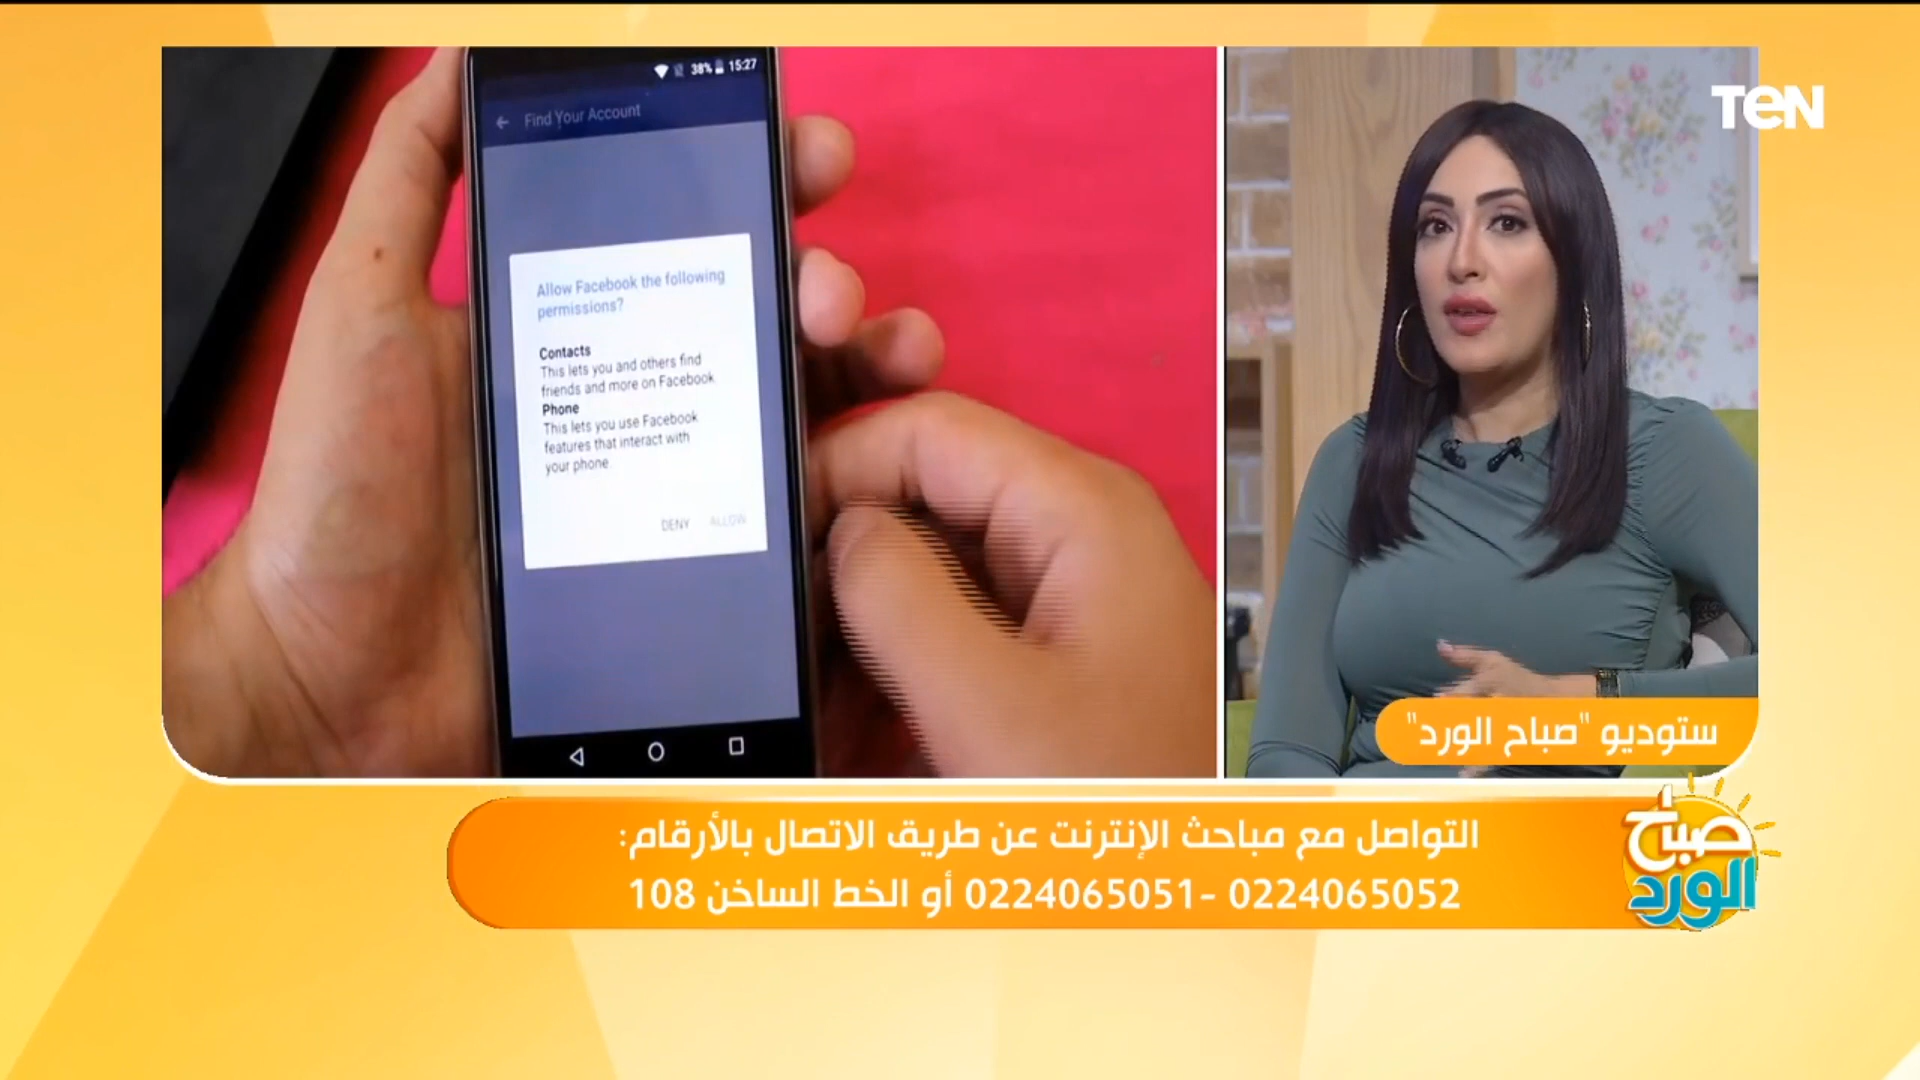 TEN
38% 15:27
Find Your Account
Allow Facebook the following
permissions?
Contacts
This lets you and others find
friends and more on Facebook
Phone
This lets you use Facebook
features that interact with
your phone.
DENY ALLOW
ستوديو "صباح الورد"
التواصل مع مباحث الإنترنت عن طريق الاتصال بالأرقام:
0224065052 -0224065051 أو الخط الساخن 108
صباح
الورد